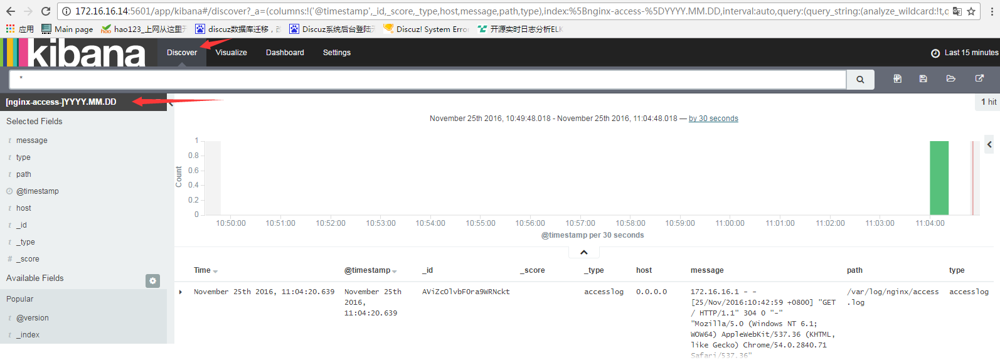 172.16.16.14:5601/app/kibana#/discover?_a=(columns:!('@timestamp',_id,_score,_type,host,message,path,type),index:%5Bnginx-access-%5DYYYY.MM.DD,interval:auto,query:(query_string:(analyze_wildcard:!t,q
应用 Main page hao123_上网从这里 discuz数据库迁移，改 Discuz系统后台登陆 Discuz! System Error 开源实时日志分析ELK
kibana Discover Visualize Dashboard Settings Last 15 minutes
*
[nginx-access-]YYYY.MM.DD
1 hit
Selected Fields
November 25th 2016, 10:49:48.018 - November 25th 2016, 11:04:48.018 — by 30 seconds
t message
t type
t path
@timestamp
t host
t _id
t _type
# _score
Available Fields
Popular
t @version
t _index
Count
1
0.8
0.6
0.4
0.2
0
10:50:00 10:51:00 10:52:00 10:53:00 10:54:00 10:55:00 10:56:00 10:57:00 10:58:00 10:59:00 11:00:00 11:01:00 11:02:00 11:03:00 11:04:00
@timestamp per 30 seconds
Time @timestamp _id _score _type host message path type
November 25th 2016, 11:04:20.639 November 25th 2016, 11:04:20.639 AViZcOlvbFOra9WRNckt accesslog 0.0.0.0 172.16.16.1 - - /var/log/nginx/access.log accesslog
[25/Nov/2016:10:42:59 +0800] "GET
/ HTTP/1.1" 304 0 "-"
"Mozilla/5.0 (Windows NT 6.1;
WOW64) AppleWebKit/537.36 (KHTML,
like Gecko) Chrome/54.0.2840.71
Safari/537.36"